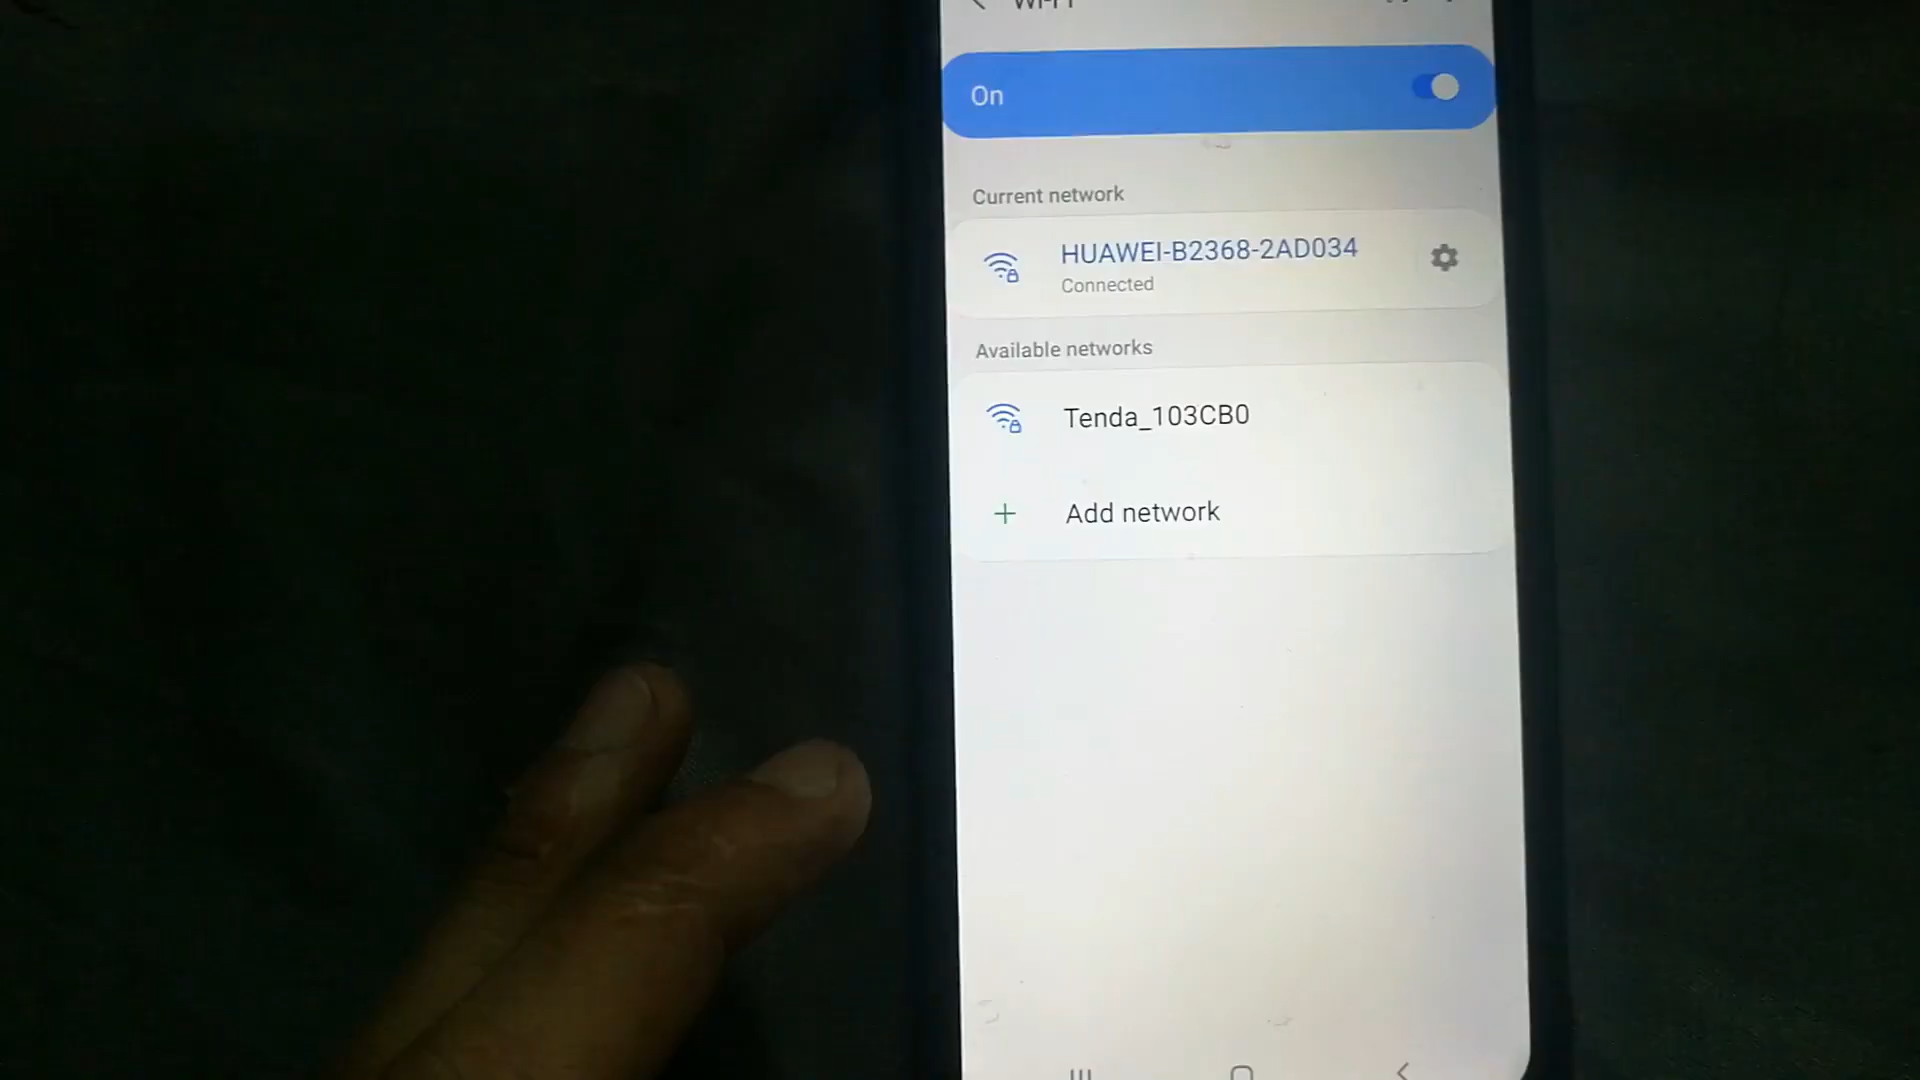 Wi-Fi
On
Current network
HUAWEI-B2368-2AD034
Connected
Available networks
Tenda_103CB0
Add network